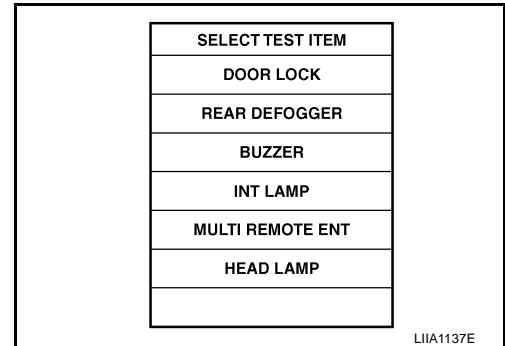 SELECT TEST ITEM
DOOR LOCK
REAR DEFOGGER
BUZZER
INT LAMP
MULTI REMOTE ENT
HEAD LAMP
LIIA1137E